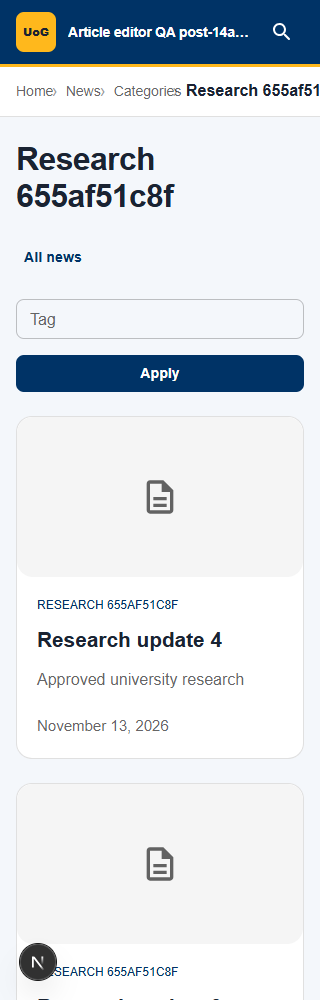 UoG Article editor QA post-14a...
Home› News› Categories Research 655af51
Research
655af51c8f
All news
Tag
Apply
RESEARCH 655AF51C8F
Research update 4
Approved university research
November 13, 2026
N
RESEARCH 655AF51C8F